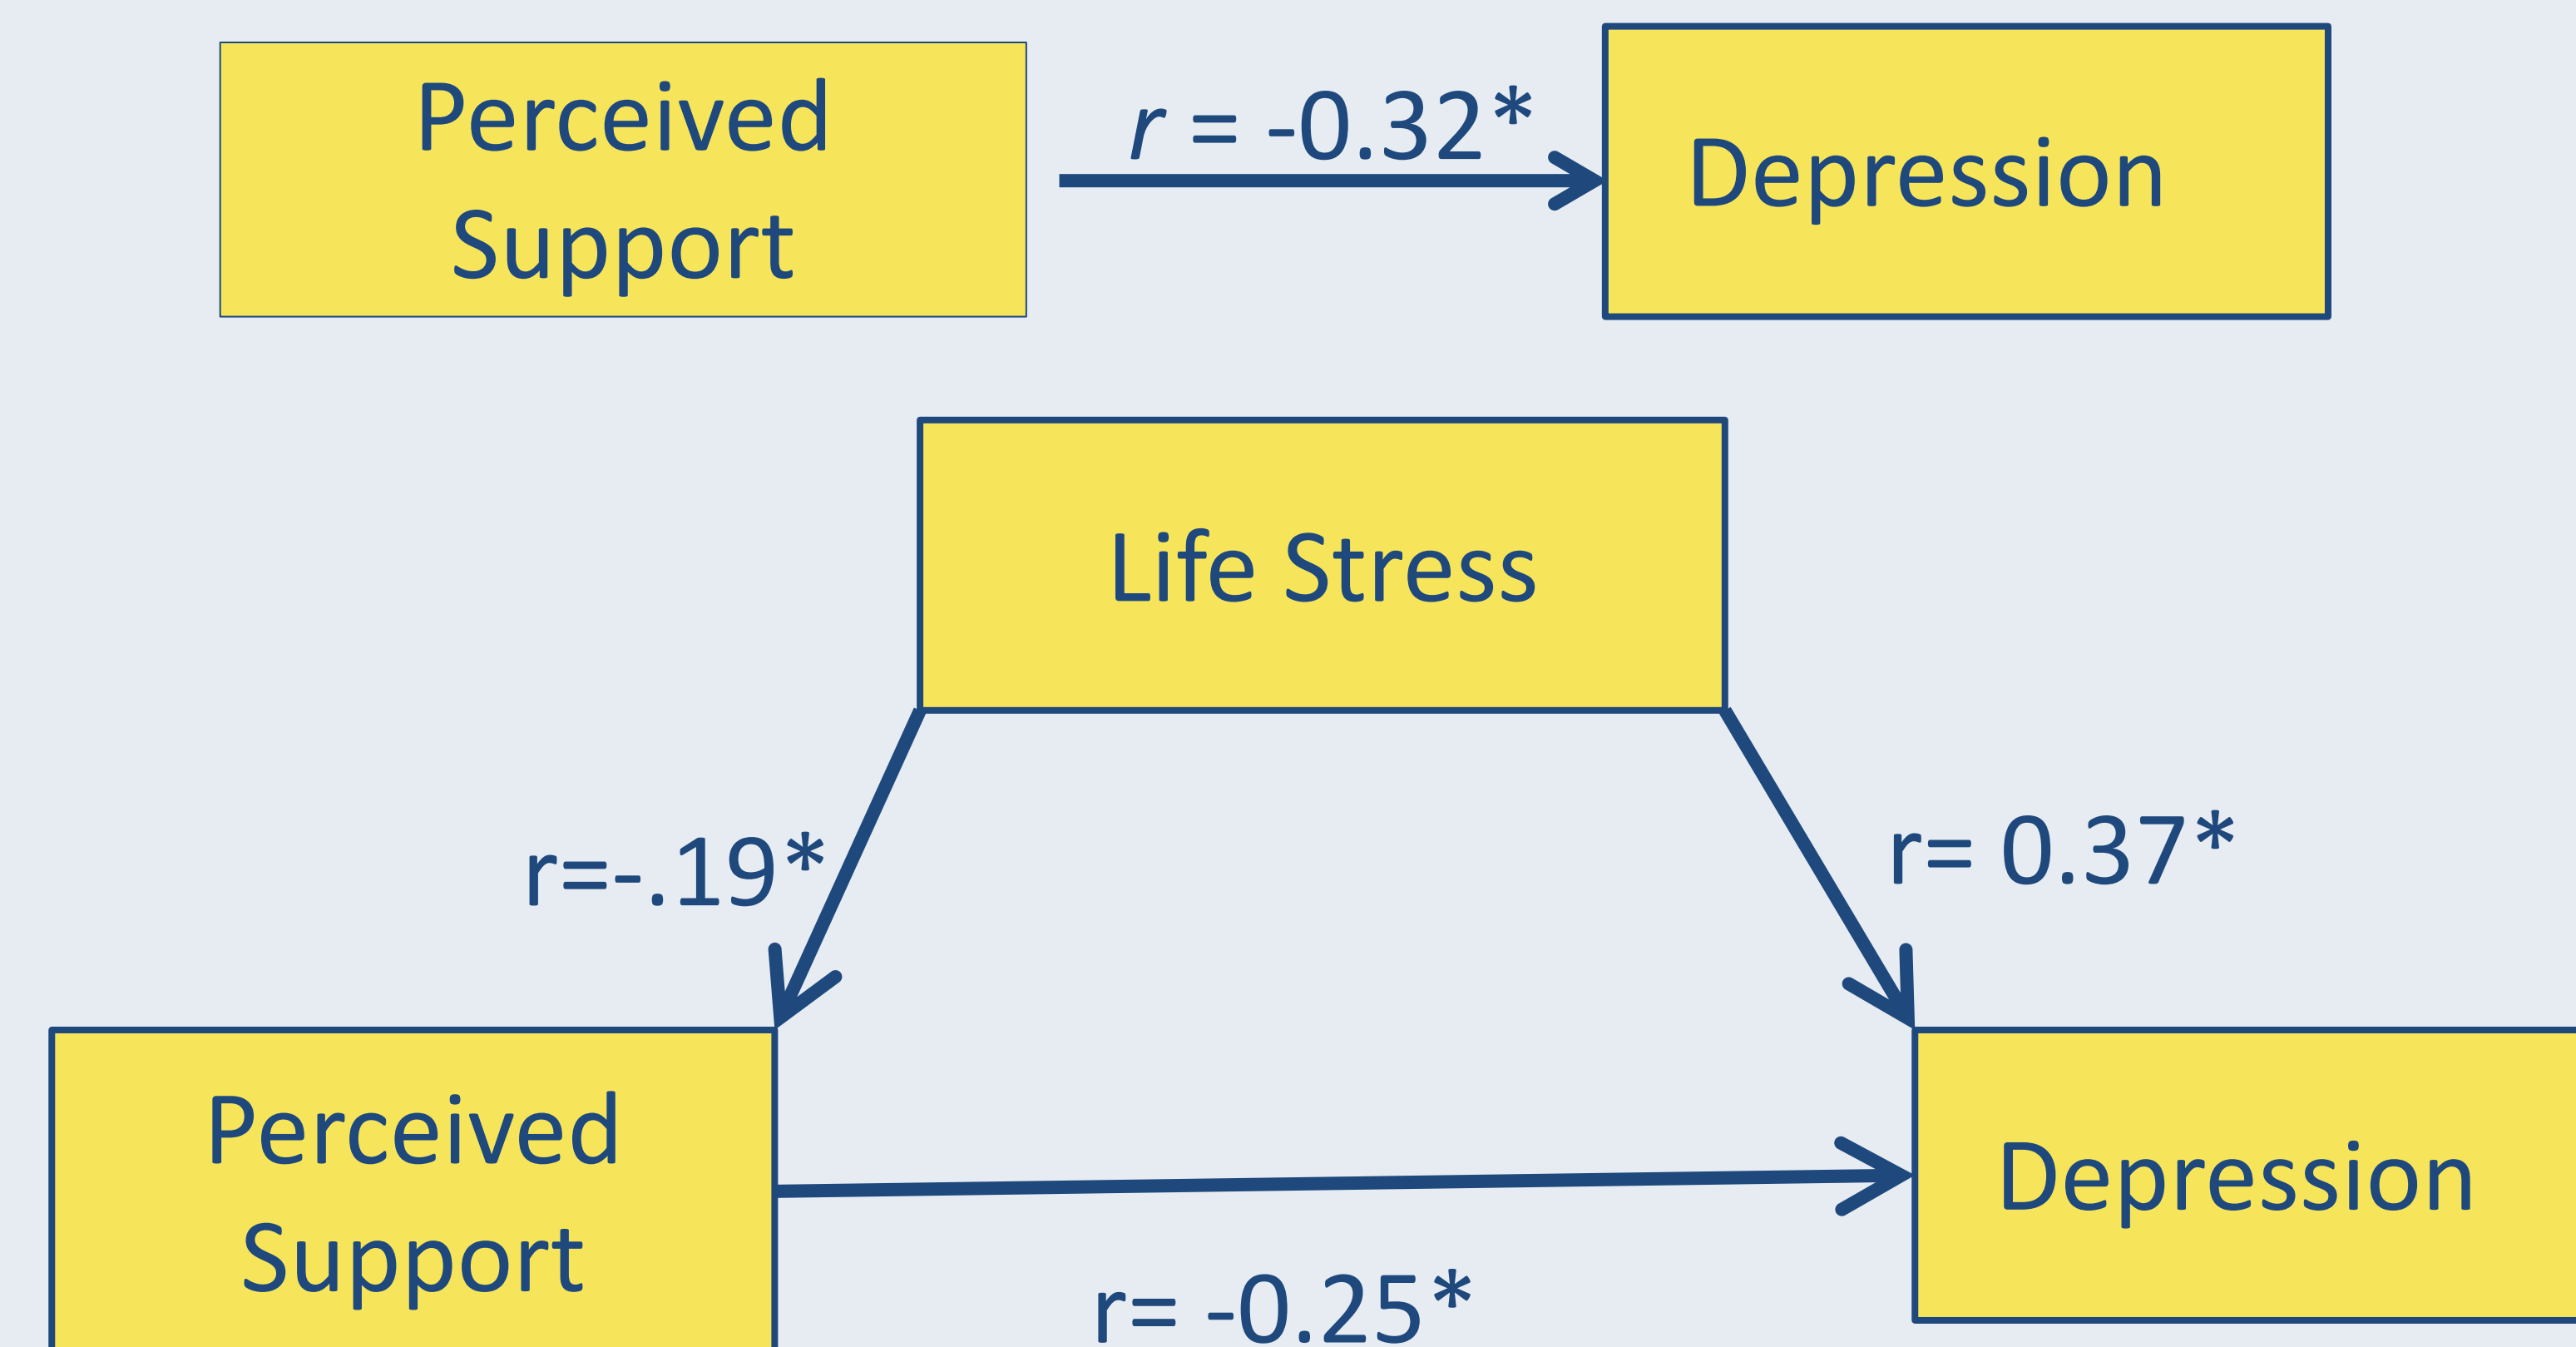 Perceived
Support
r = -0.32*
Depression
Life Stress
r=-.19*
r= 0.37*
Perceived
Support
Depression
r= -0.25*